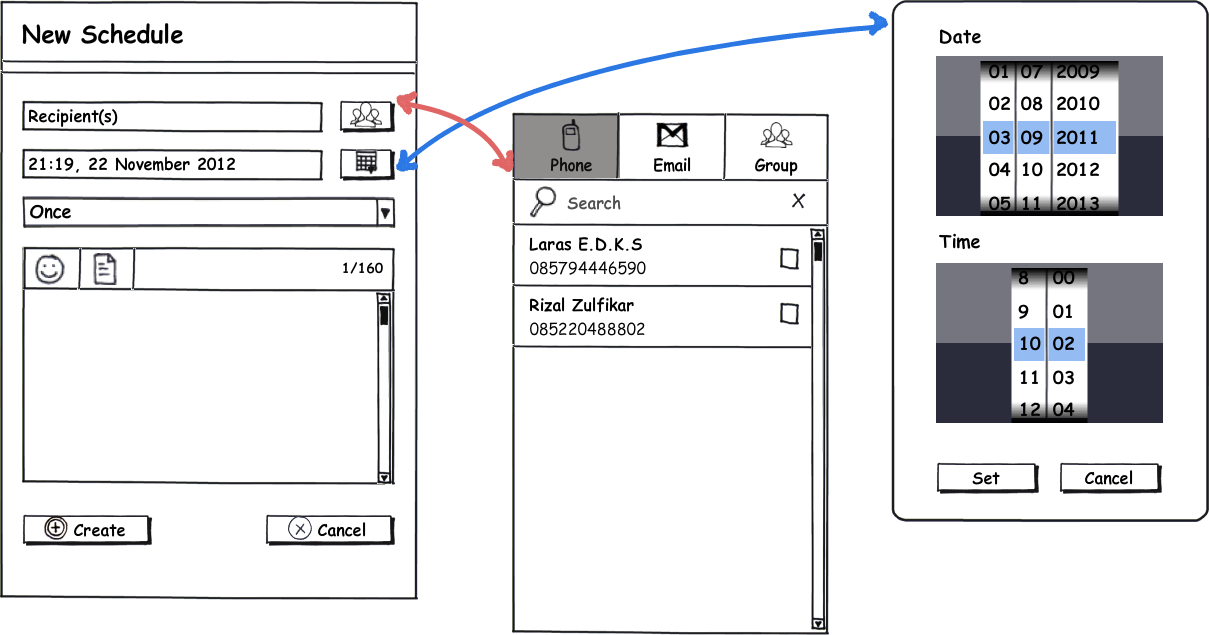 New Schedule
Recipient(s)
21:19, 22 November 2012
Once
1/160
Create
Cancel
Phone
Email
Group
Search
X
Laras E.D.K.S
085794446590
Rizal Zulfikar
085220488802
Date
01 07 2009
02 08 2010
03 09 2011
04 10 2012
05 11 2013
Time
8 00
9 01
10 02
11 03
12 04
Set
Cancel